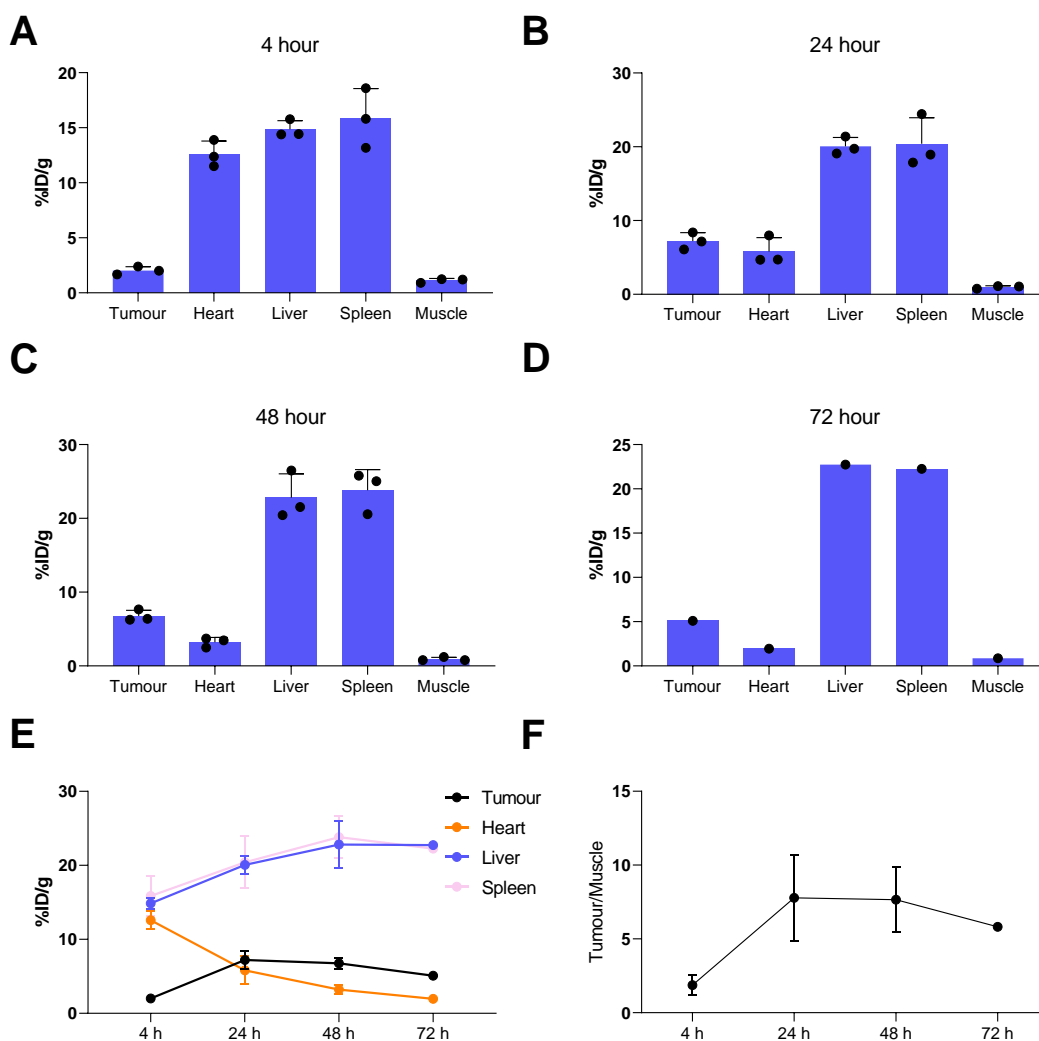 A
4 hour
%ID/g
20
15
10
5
0
Tumour Heart Liver Spleen Muscle
B
24 hour
%ID/g
30
20
10
0
Tumour Heart Liver Spleen Muscle
C
48 hour
%ID/g
30
20
10
0
Tumour Heart Liver Spleen Muscle
D
72 hour
%ID/g
25
20
15
10
5
0
Tumour Heart Liver Spleen Muscle
E
%ID/g
30
20
10
0
4 h 24 h 48 h 72 h
Tumour
Heart
Liver
Spleen
F
Tumour/Muscle
15
10
5
0
4 h 24 h 48 h 72 h